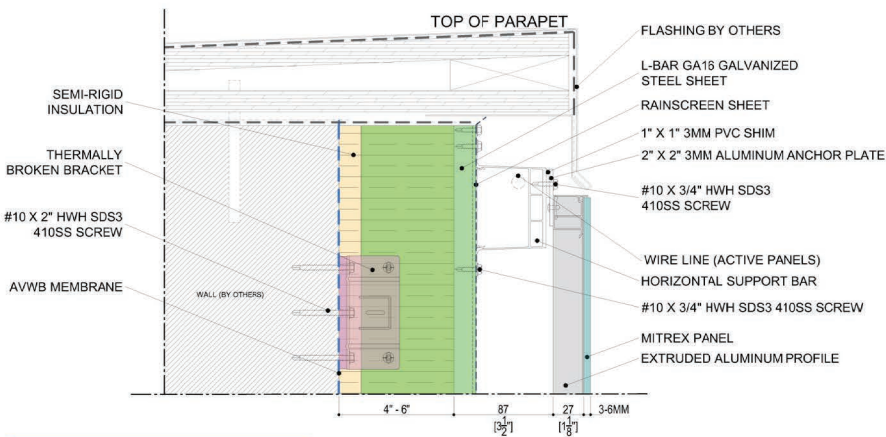 TOP OF PARAPET
FLASHING BY OTHERS
L-BAR GA16 GALVANIZED
STEEL SHEET
RAINSCREEN SHEET
1" X 1" 3MM PVC SHIM
2" X 2" 3MM ALUMINUM ANCHOR PLATE
#10 X 3/4" HWH SDS3
410SS SCREW
WIRE LINE (ACTIVE PANELS)
HORIZONTAL SUPPORT BAR
#10 X 3/4" HWH SDS3 410SS SCREW
MITREX PANEL
EXTRUDED ALUMINUM PROFILE
SEMI-RIGID
INSULATION
THERMALLY
BROKEN BRACKET
#10 X 2" HWH SDS3
410SS SCREW
AVWB MEMBRANE
WALL (BY OTHERS)
4" - 6" 87 27 3-6MM
[3 1/2"] [1 1/8"]